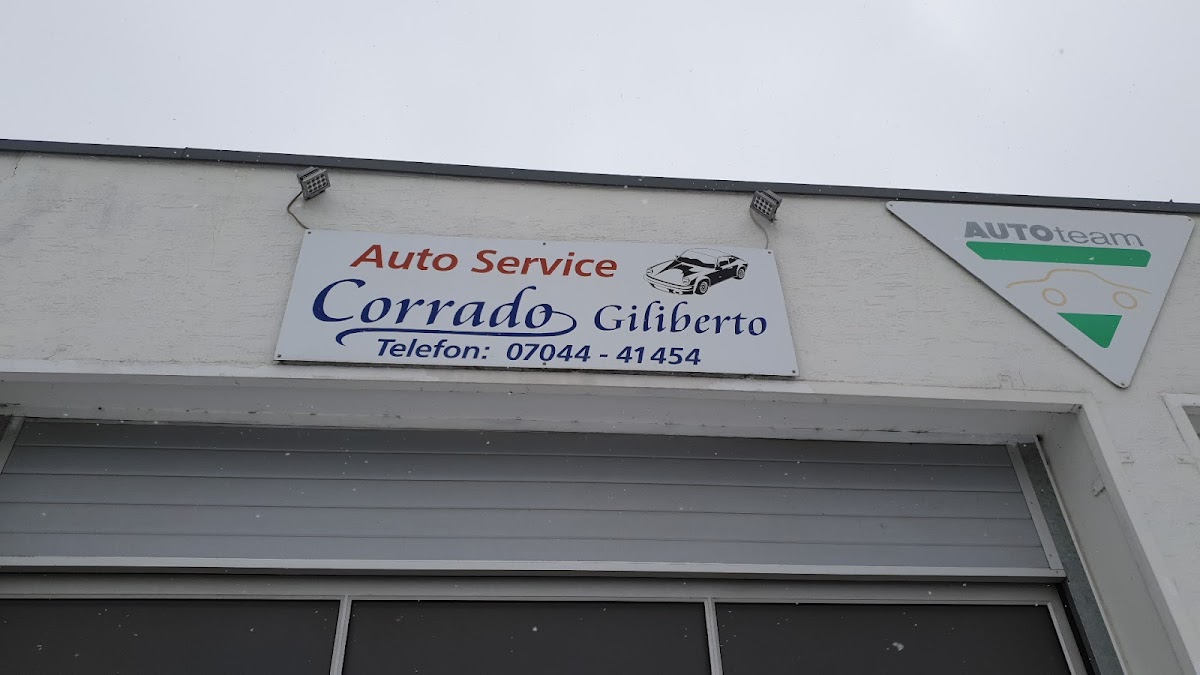 Auto Service
Corrado Giliberto
Telefon: 07044 - 41454
AUTOteam